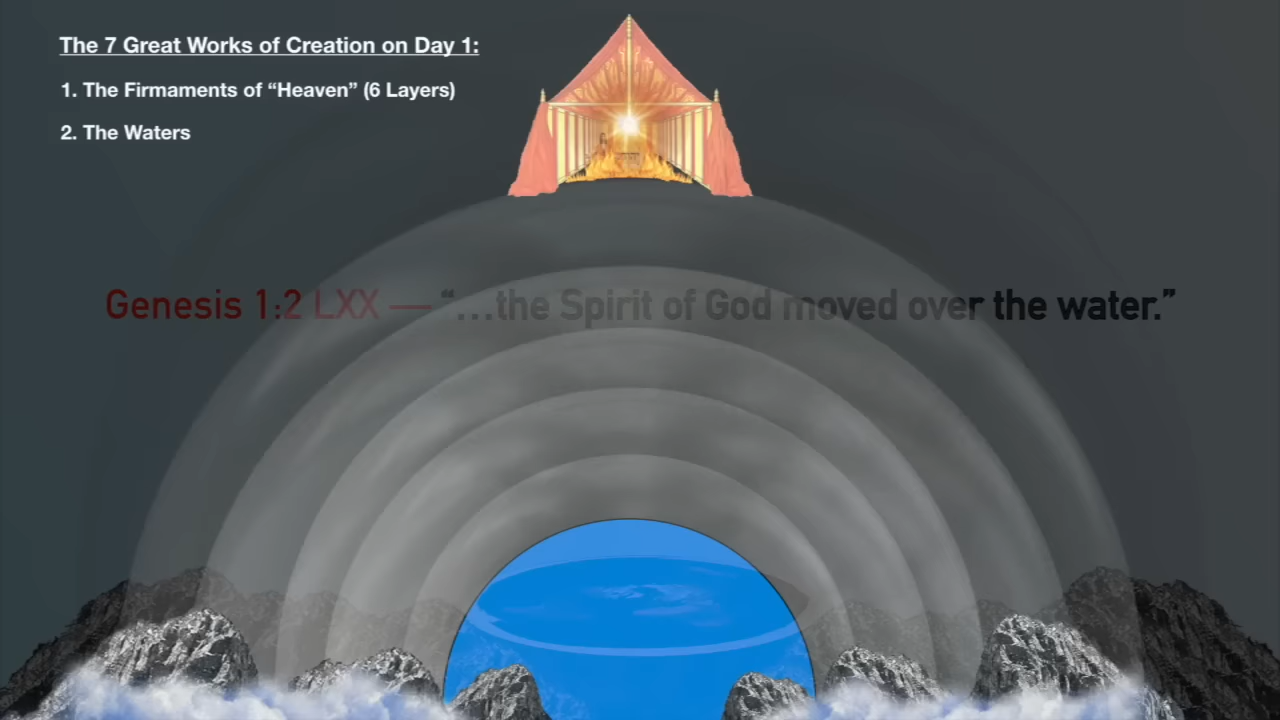 The 7 Great Works of Creation on Day 1:
1. The Firmaments of “Heaven” (6 Layers)
2. The Waters
Genesis 1:2 LXX — “…the Spirit of God moved over the water.”